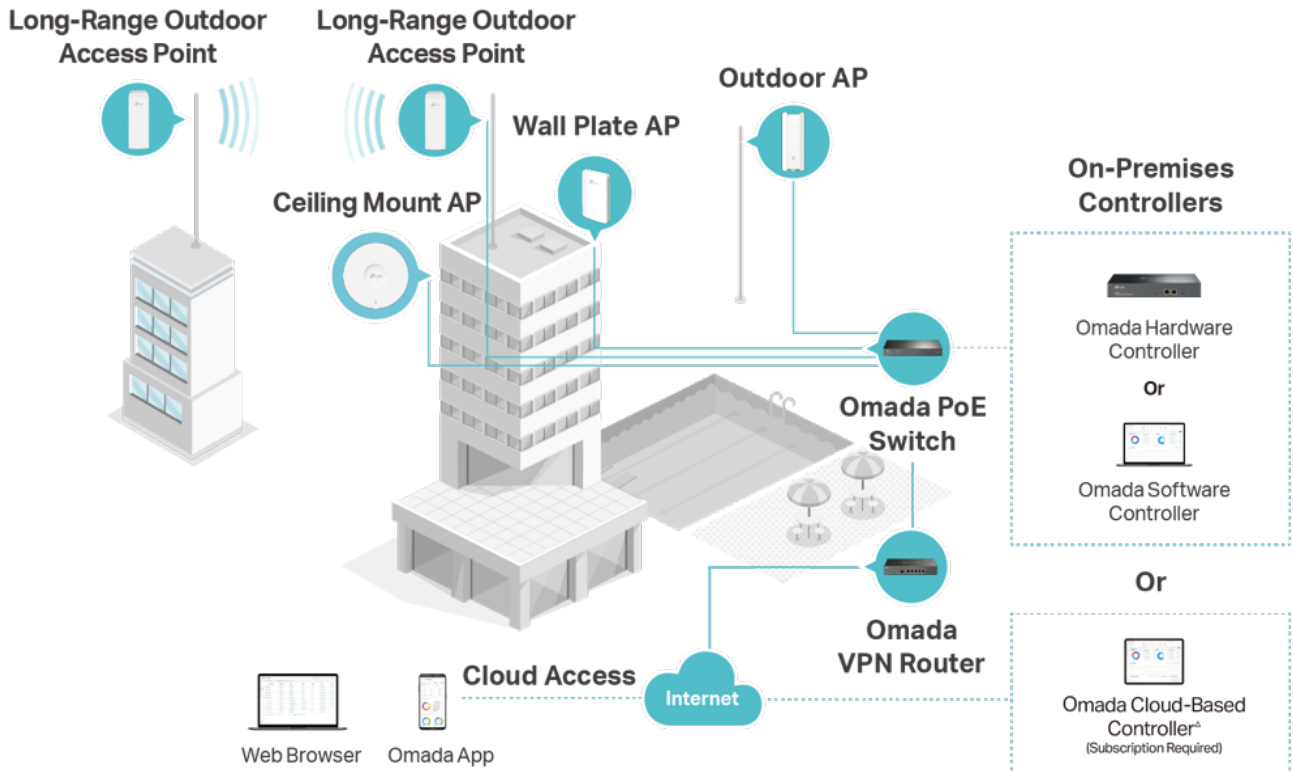 Long-Range Outdoor
Access Point
Long-Range Outdoor
Access Point
Outdoor AP
Wall Plate AP
Ceiling Mount AP
On-Premises
Controllers
Omada Hardware
Controller
Or
Omada Software
Controller
Omada PoE
Switch
Or
Omada
VPN Router
Cloud Access
Internet
Web Browser
Omada App
Omada Cloud-Based
Controller△
(Subscription Required)